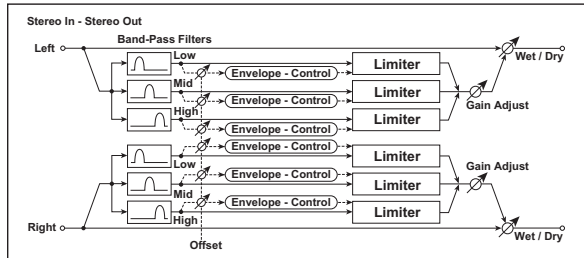 Stereo In - Stereo Out
Band-Pass Filters
Left
Low
Wet / Dry
Limiter
Envelope - Control
Mid
Limiter
Envelope - Control
Gain Adjust
High
Limiter
Envelope - Control
Envelope - Control
Limiter
Gain Adjust
Low
Envelope - Control
Limiter
Mid
Envelope - Control
Limiter
High
Right
Wet / Dry
Offset